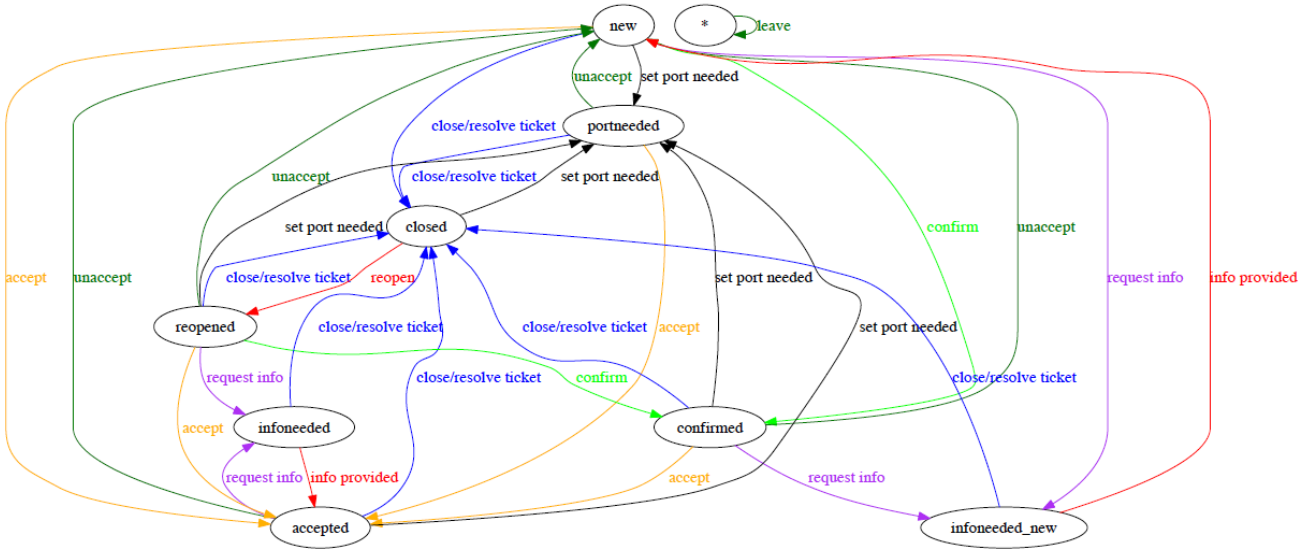 new
*
leave
unaccept
set port needed
close/resolve ticket
portneeded
unaccept
close/resolve ticket
set port needed
set port needed
closed
confirm
unaccept
accept
unaccept
close/resolve ticket
reopen
set port needed
request info
info provided
reopened
close/resolve ticket
close/resolve ticket
accept
set port needed
request info
confirm
close/resolve ticket
close/resolve ticket
accept
infoneeded
confirmed
request info
info provided
accept
request info
accepted
infoneeded_new